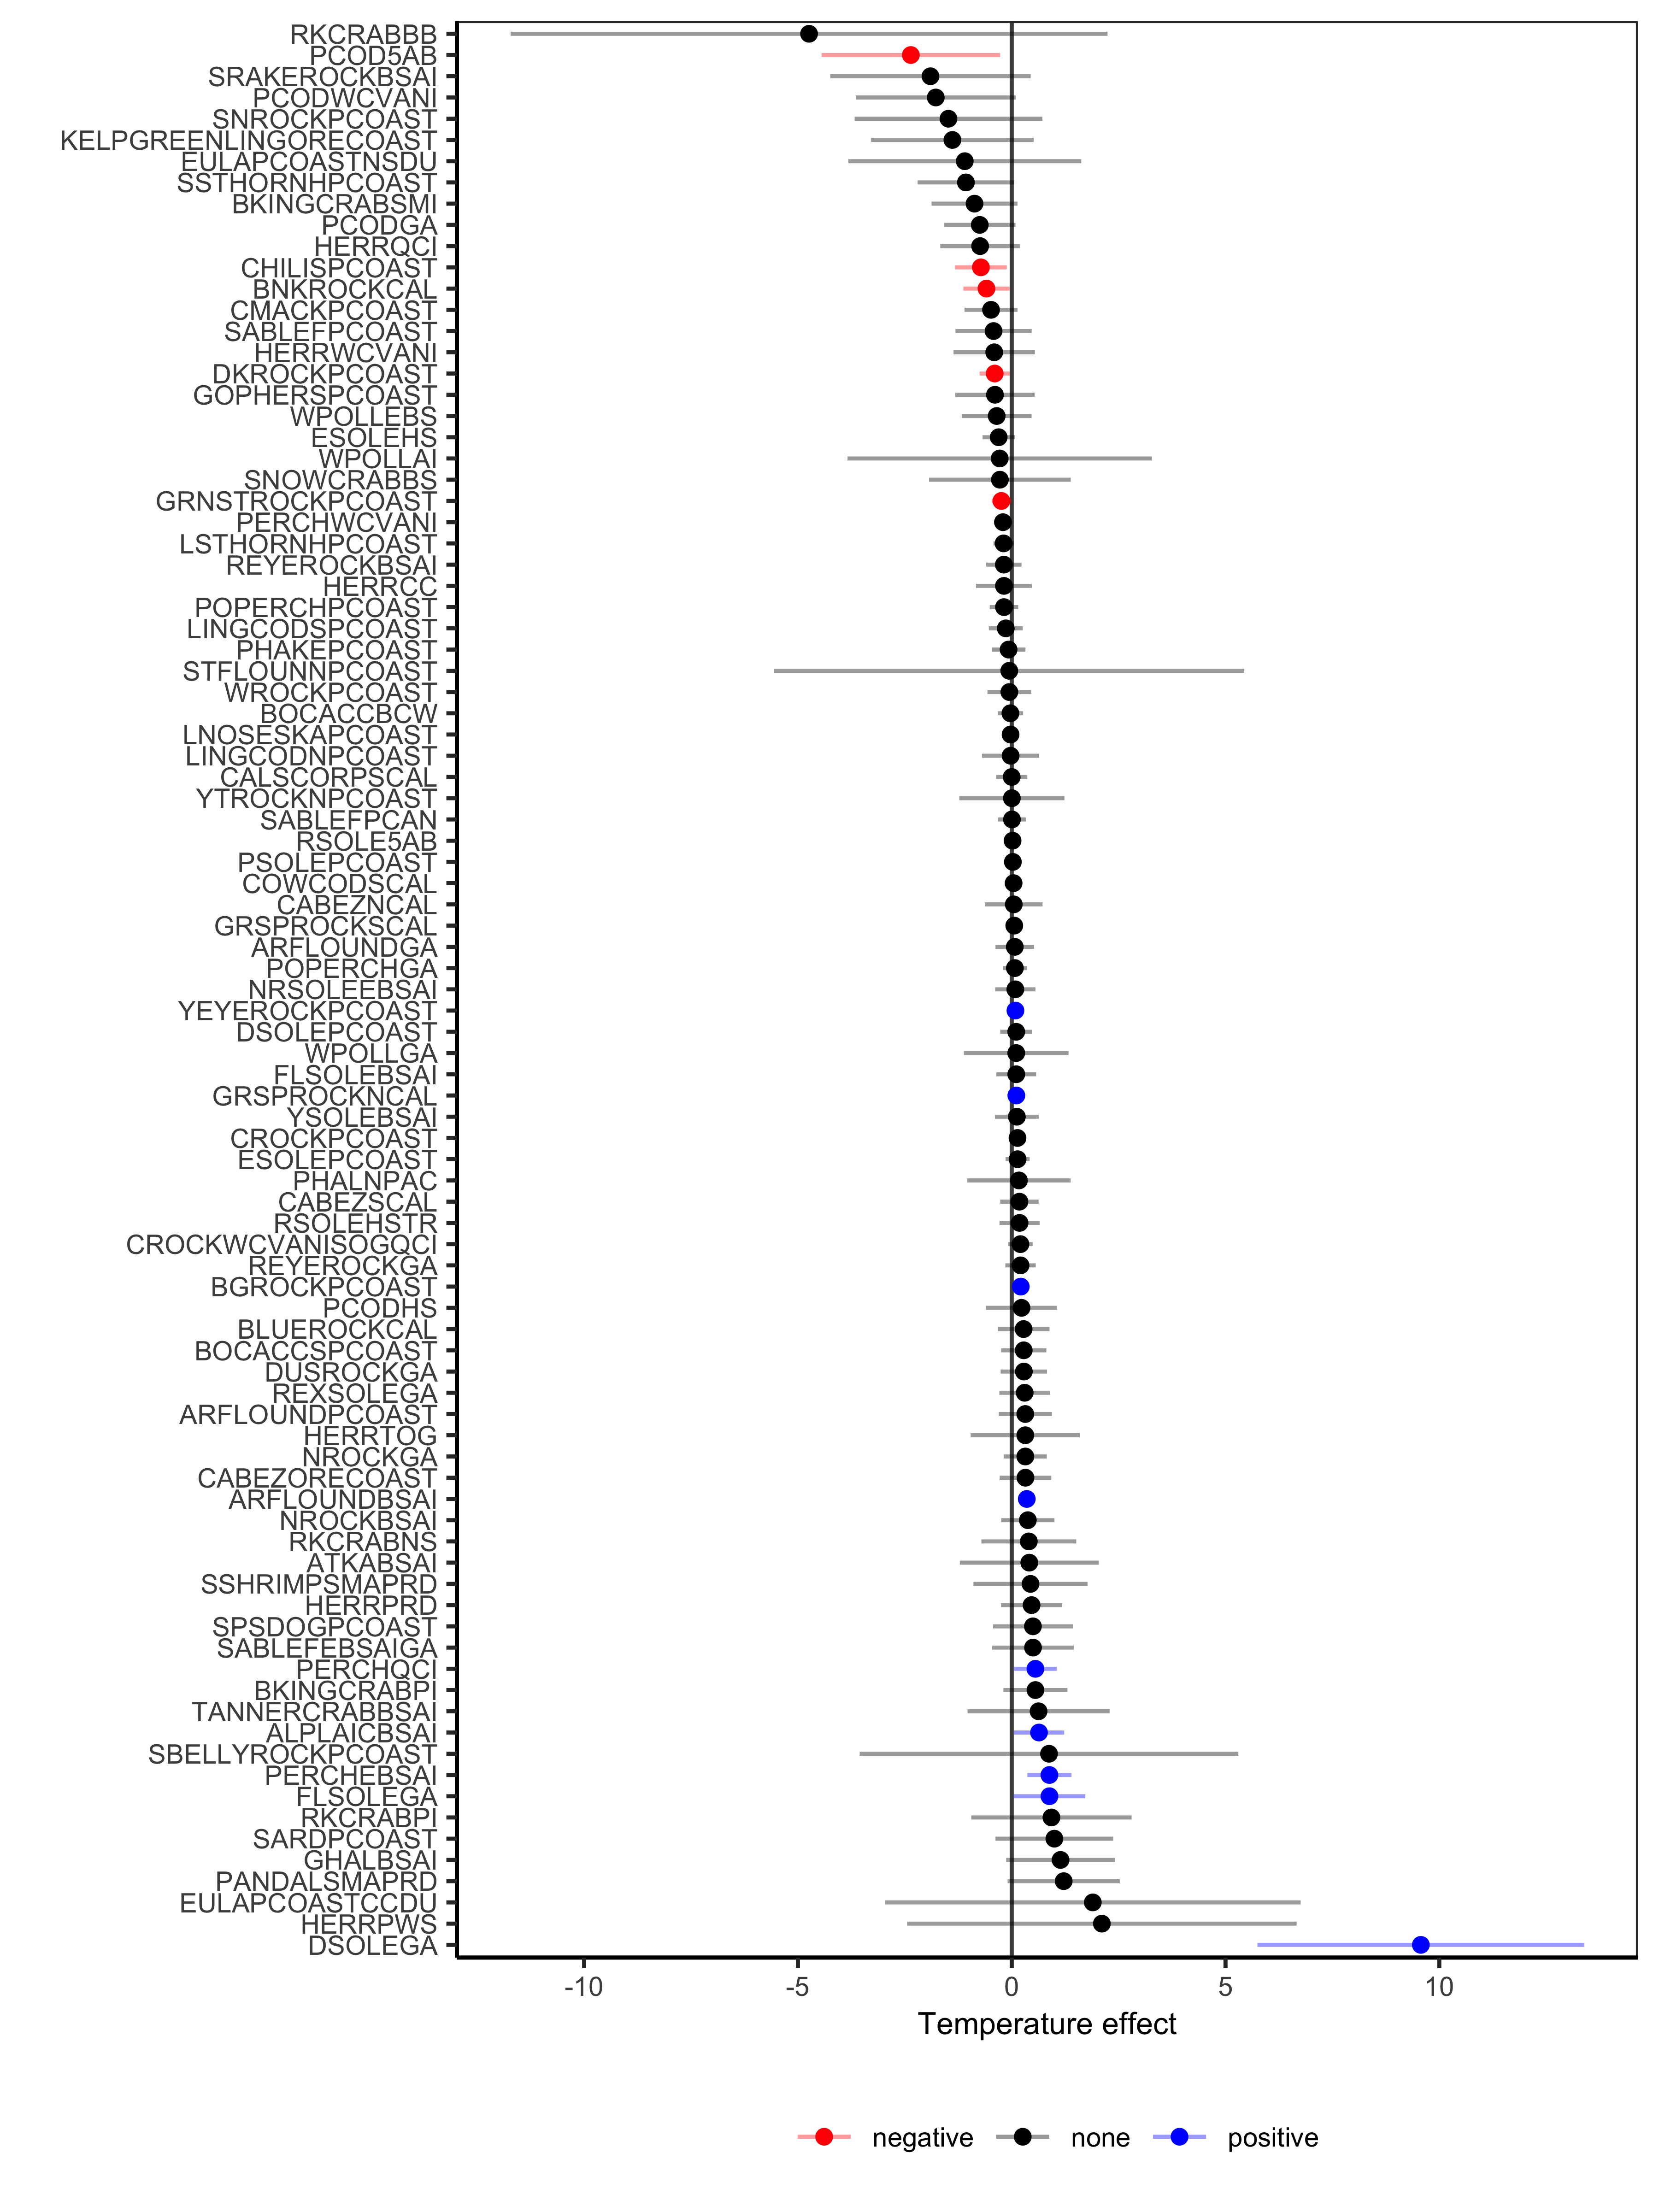 RKCRABBB
PCOD5AB
SRAKEROCKBSAI
PCODWCVANI
SNROCKPCOAST
KELPGREENLINGORECOAST
EULAPCOASTNSDU
SSTHORNHPCOAST
BKINGCRABSMI
PCODGA
HERRQCI
CHILISPCOAST
BNKROCKCAL
CMACKPCOAST
SABLEFPCOAST
HERRWCVANI
DKROCKPCOAST
GOPHERSPCOAST
WPOLLEBS
ESOLEHS
WPOLLAI
SNOWCRABBS
GRNSTROCKPCOAST
PERCHWCVANI
LSTHORNHPCOAST
REYEROCKBSAI
HERRCC
POPERCHPCOAST
LINGCODSPCOAST
PHAKEPCOAST
STFLOUNNPCOAST
WROCKPCOAST
BOCACCBCW
LNOSESKAPCOAST
LINGCODNPCOAST
CALSCORPSCAL
YTROCKNPCOAST
SABLEFPCAN
RSOLE5AB
PSOLEPCOAST
COWCODSCAL
CABEZNCAL
GRSPROCKSCAL
ARFLOUNDGA
POPERCHGA
NRSOLEEBSAI
YEYEROCKPCOAST
DSOLEPCOAST
WPOLLGA
FLSOLEBSAI
GRSPROCKNCAL
YSOLEBSAI
CROCKPCOAST
ESOLEPCOAST
PHALNPAC
CABEZSCAL
RSOLEHSTR
CROCKWCVANISOGQCI
REYEROCKGA
BGROCKPCOAST
PCODHS
BLUEROCKCAL
BOCACCSPCOAST
DUSROCKGA
REXSOLEGA
ARFLOUNDPCOAST
HERRTOG
NROCKGA
CABEZORECOAST
ARFLOUNDBSAI
NROCKBSAI
RKCRABNS
ATKABSAI
SSHRIMPSMAPRD
HERRPRD
SPSDOGPCOAST
SABLEFEBSAIGA
PERCHQCI
BKINGCRABPI
TANNERCRABBSAI
ALPLAICBSAI
SBELLYROCKPCOAST
PERCHEBSAI
FLSOLEGA
RKCRABPI
SARDPCOAST
GHALBSAI
PANDALSMAPRD
EULAPCOASTCCDU
HERRPWS
DSOLEGA
-10 -5 0 5 10
Temperature effect
negative none positive